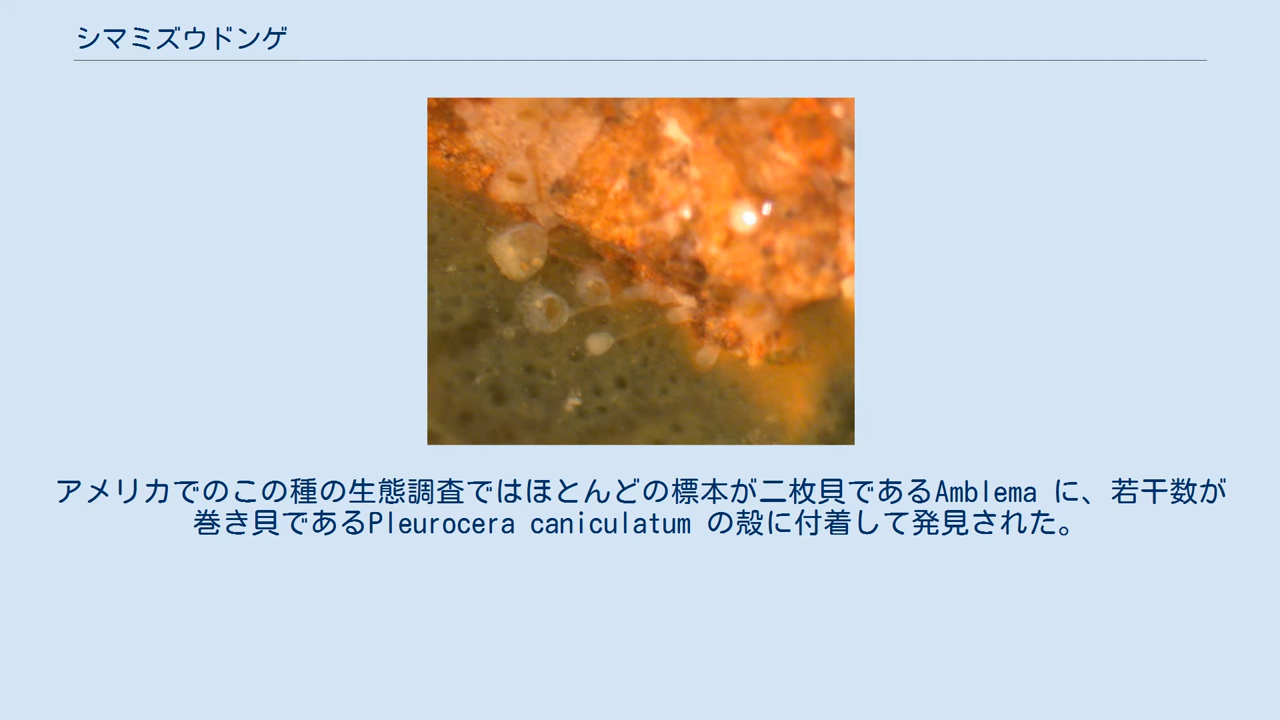 シマミズウドンゲ
アメリカでのこの種の生態調査ではほとんどの標本が二枚貝であるAmblema に、若干数が
巻き貝であるPleurocera caniculatum の殻に付着して発見された。